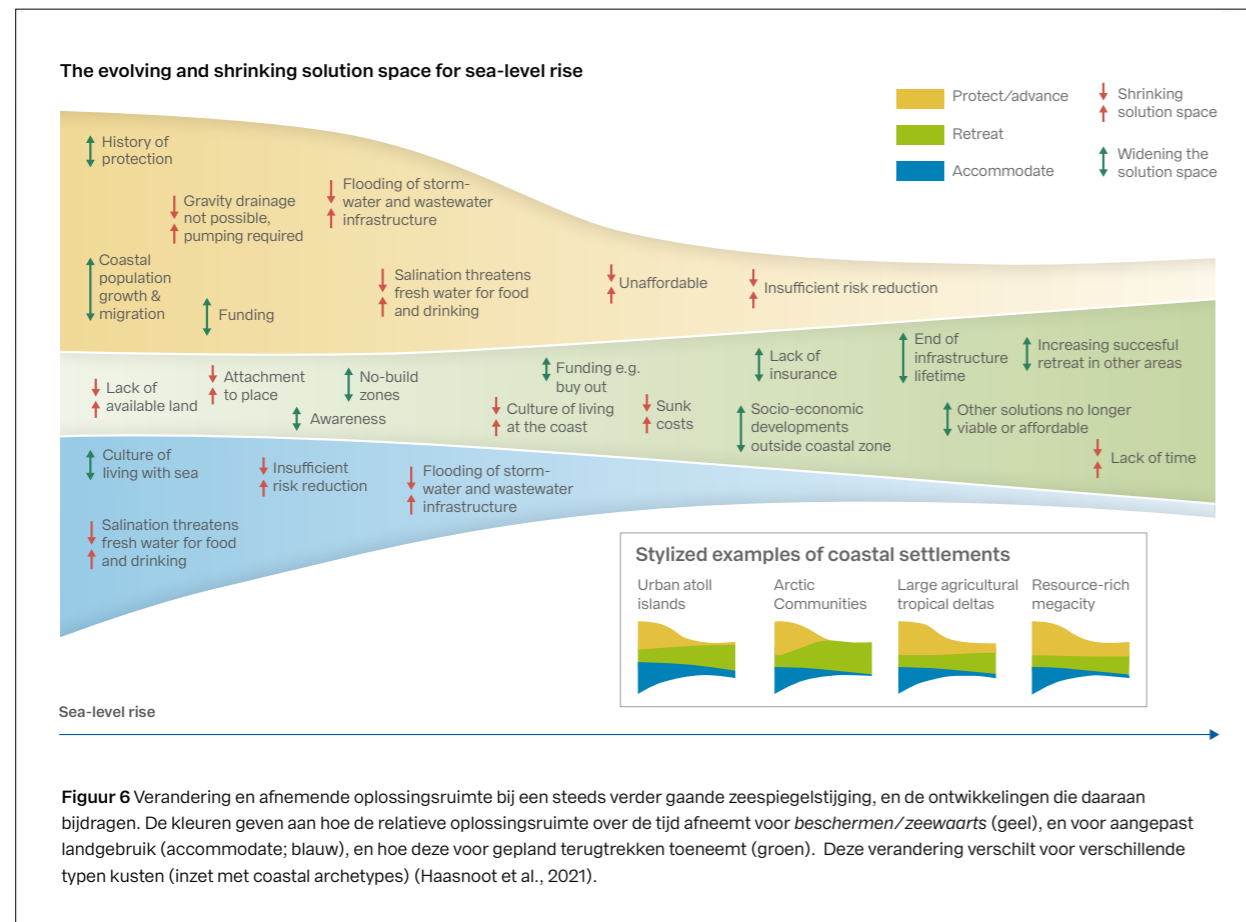 The evolving and shrinking solution space for sea-level rise
Protect/advance
Retreat
Accommodate
Shrinking
solution space
Widening the
solution space
History of
protection
Gravity drainage
not possible,
pumping required
Flooding of storm-
water and wastewater
infrastructure
Coastal
population
growth &
migration
Funding
Salination threatens
fresh water for food
and drinking
Unaffordable
Insufficient risk reduction
Lack of
available land
Attachment
to place
No-build
zones
Awareness
Funding e.g.
buy out
Culture of living
at the coast
Sunk
costs
Lack of
insurance
Socio-economic
developments
outside coastal zone
End of
infrastructure
lifetime
Increasing succesful
retreat in other areas
Other solutions no longer
viable or affordable
Lack of time
Culture of
living with sea
Insufficient
risk reduction
Flooding of storm-
water and wastewater
infrastructure
Salination threatens
fresh water for food
and drinking
Stylized examples of coastal settlements
Urban atoll
islands
Arctic
Communities
Large agricultural
tropical deltas
Resource-rich
megacity
Sea-level rise
Figuur 6 Verandering en afnemende oplossingsruimte bij een steeds verder gaande zeespiegelstijging, en de ontwikkelingen die daaraan
bijdragen. De kleuren geven aan hoe de relatieve oplossingsruimte over de tijd afneemt voor beschermen/zeewaarts (geel), en voor aangepast
landgebruik (accommodate; blauw), en hoe deze voor gepland terugtrekken toeneemt (groen). Deze verandering verschilt voor verschillende
typen kusten (inzet met coastal archetypes) (Haasnoot et al., 2021).